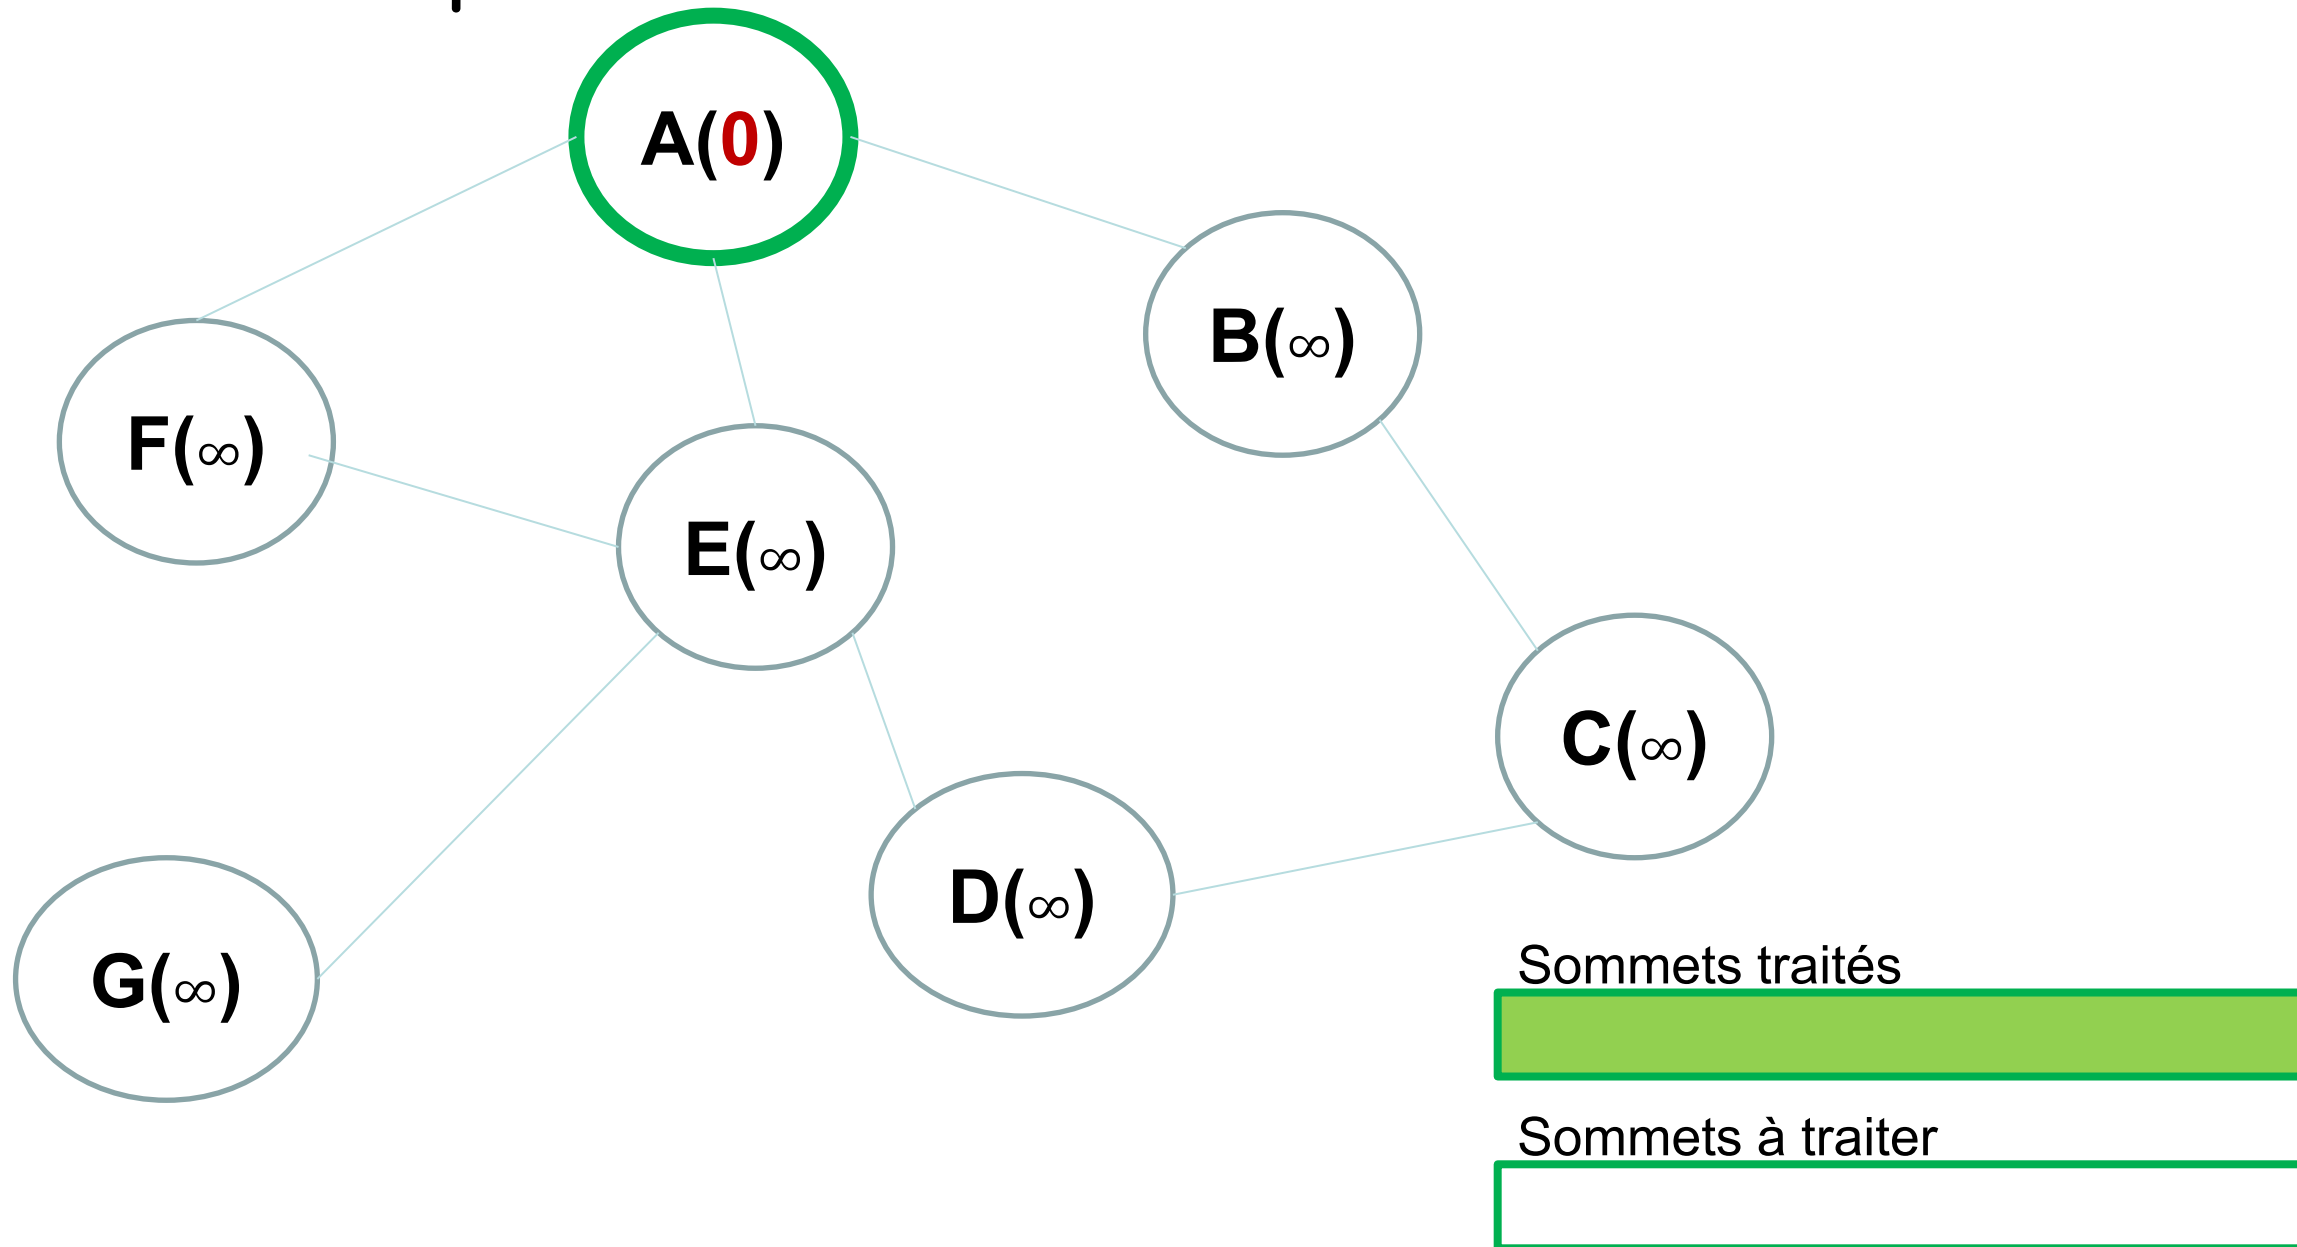 A(0)
B(∞)
F(∞)
E(∞)
C(∞)
D(∞)
G(∞)
Sommets traités
Sommets à traiter